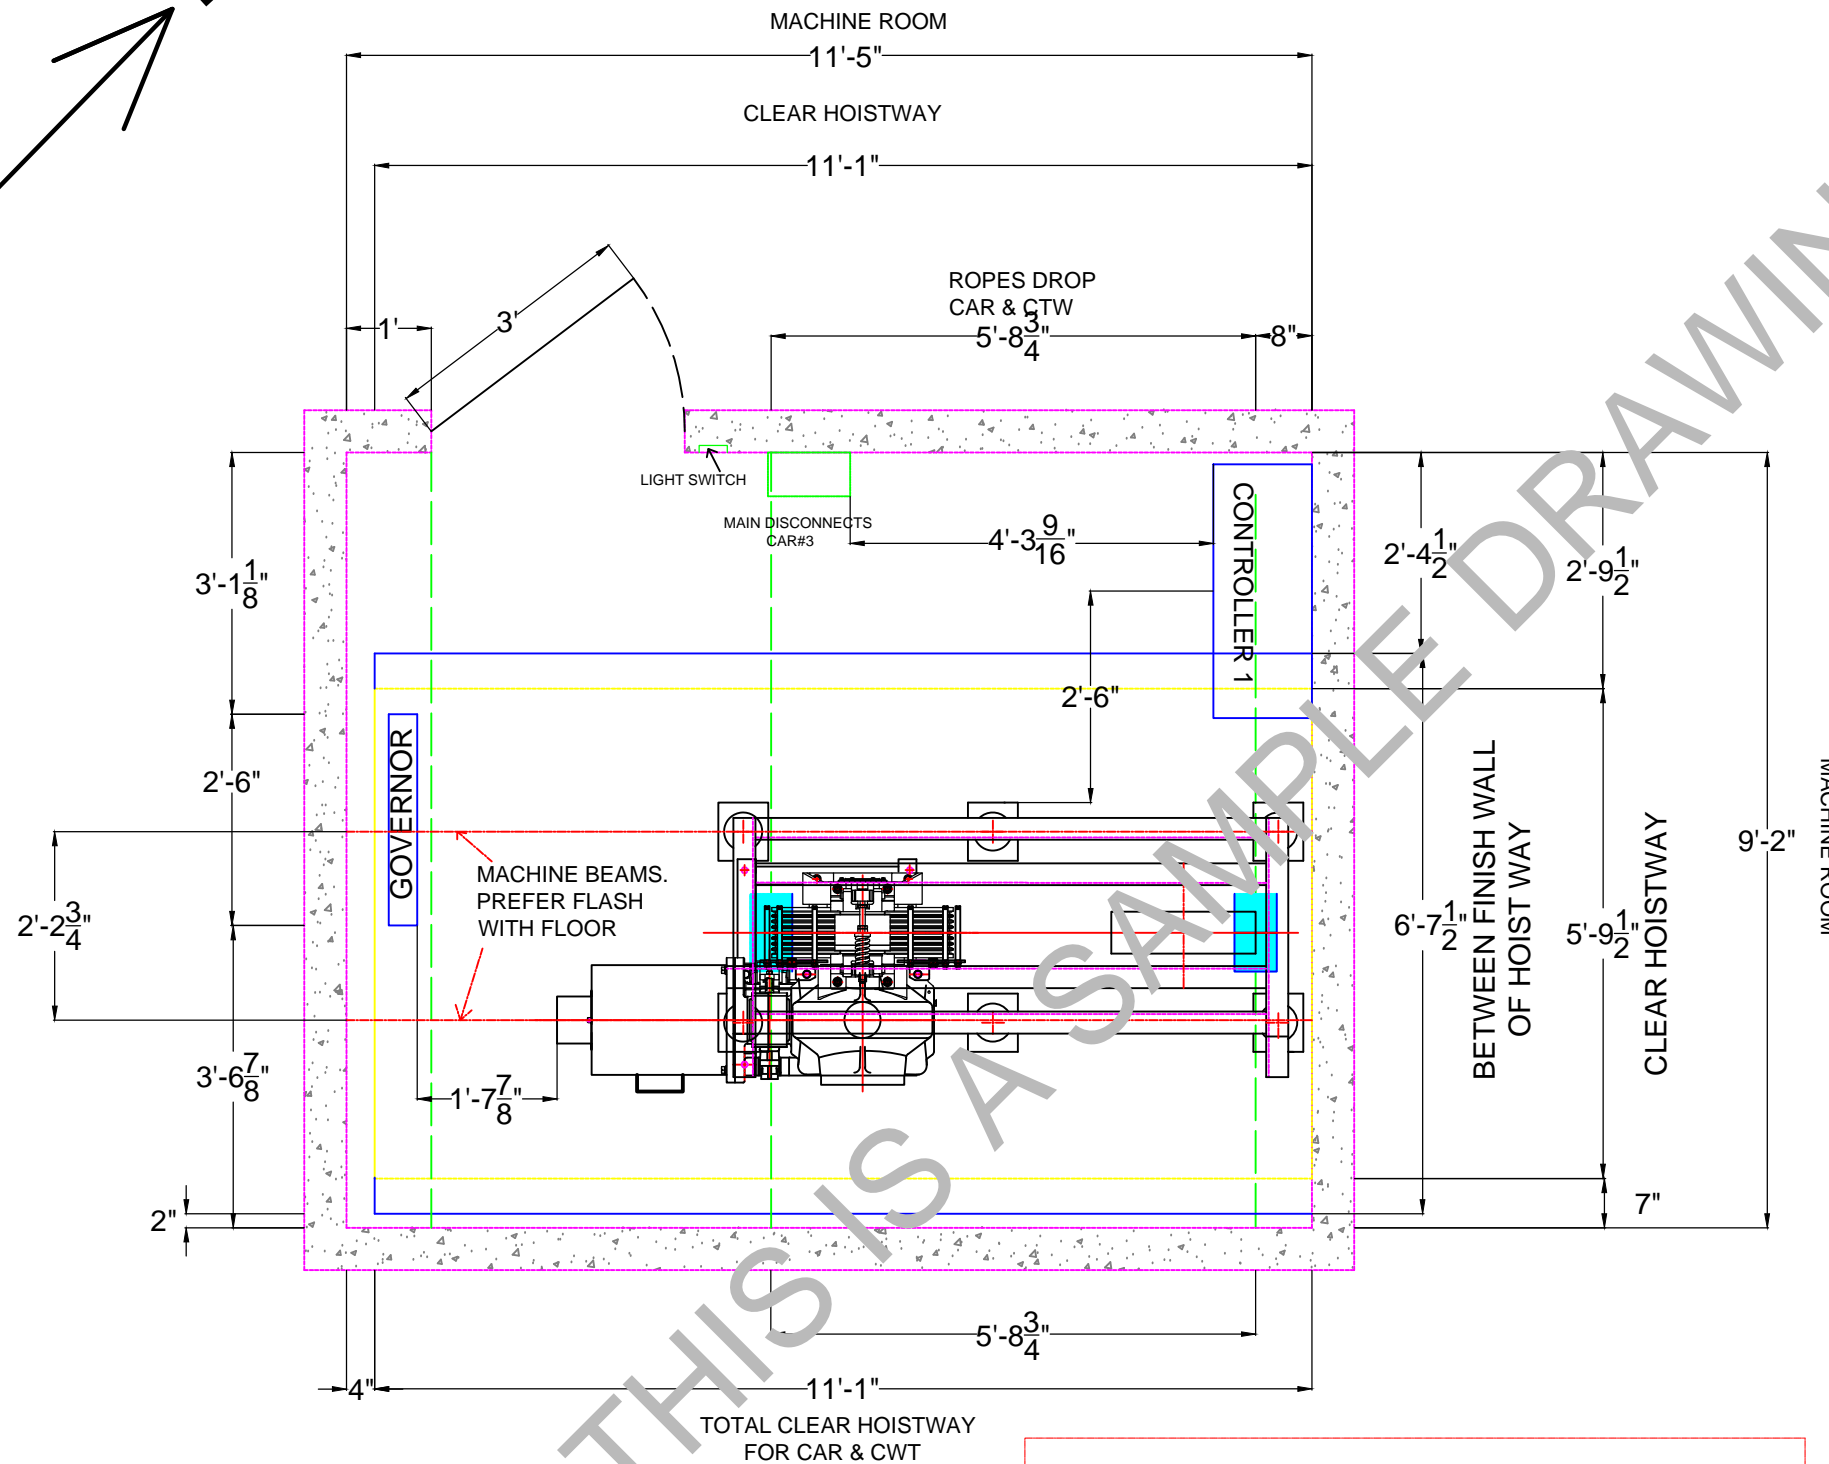 MACHINE ROOM
11'-5"
CLEAR HOISTWAY
11'-1"
ROPES DROP
CAR & CTW
1'
3'
5'-8 3/4"
8"
LIGHT SWITCH
MAIN DISCONNECTS
CAR#3
4'-3 9/16"
CONTROLLER 1
2'-4 1/2"
2'-9 1/2"
3'-1 1/8"
2'-6"
2'-6"
GOVERNOR
MACHINE BEAMS.
PREFER FLASH
WITH FLOOR
2'-2 3/4"
9'-2"
MACHINE ROOM
BETWEEN FINISH WALL
OF HOIST WAY
CLEAR HOISTWAY
6'-7 1/2"
5'-9 1/2"
3'-6 7/8"
1'-7 7/8"
2"
7"
5'-8 3/4"
4"
11'-1"
TOTAL CLEAR HOISTWAY
FOR CAR & CWT
THIS IS A SAMPLE DRAWIN